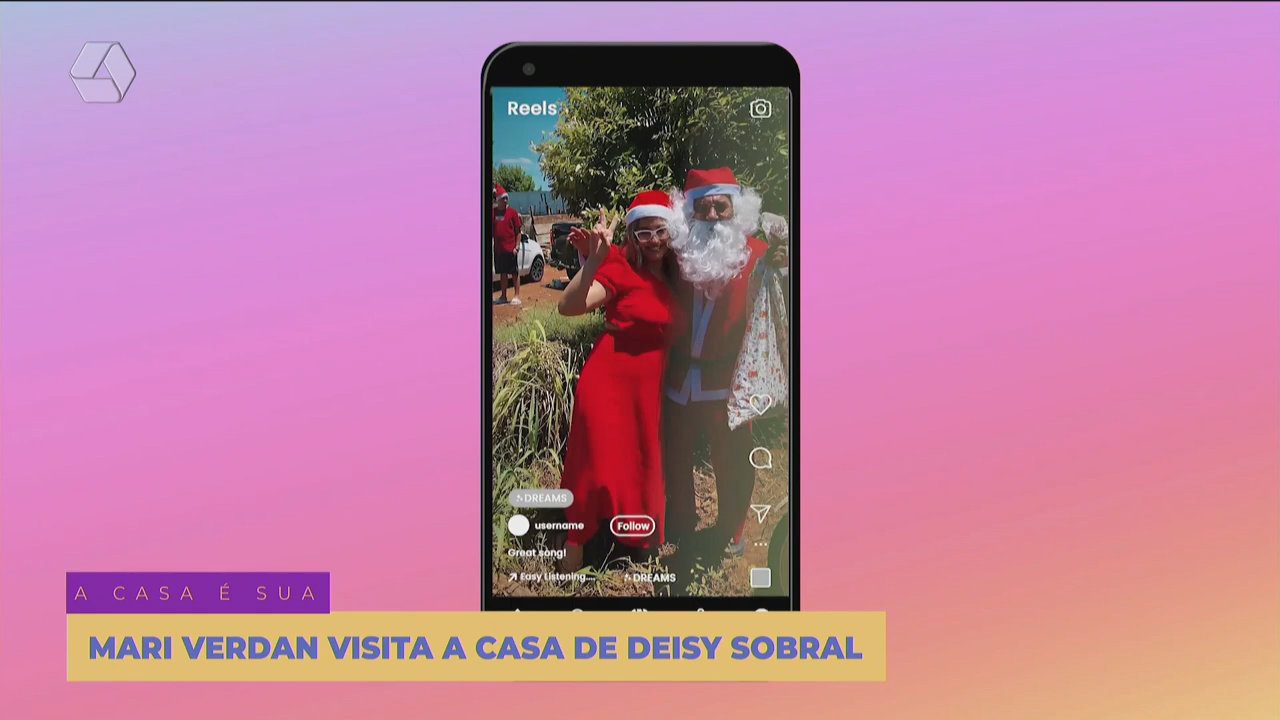 Reels
DREAMS
username
Follow
Great song!
Easy Listening....
DREAMS
A CASA É SUA
MARI VERDAN VISITA A CASA DE DEISY SOBRAL